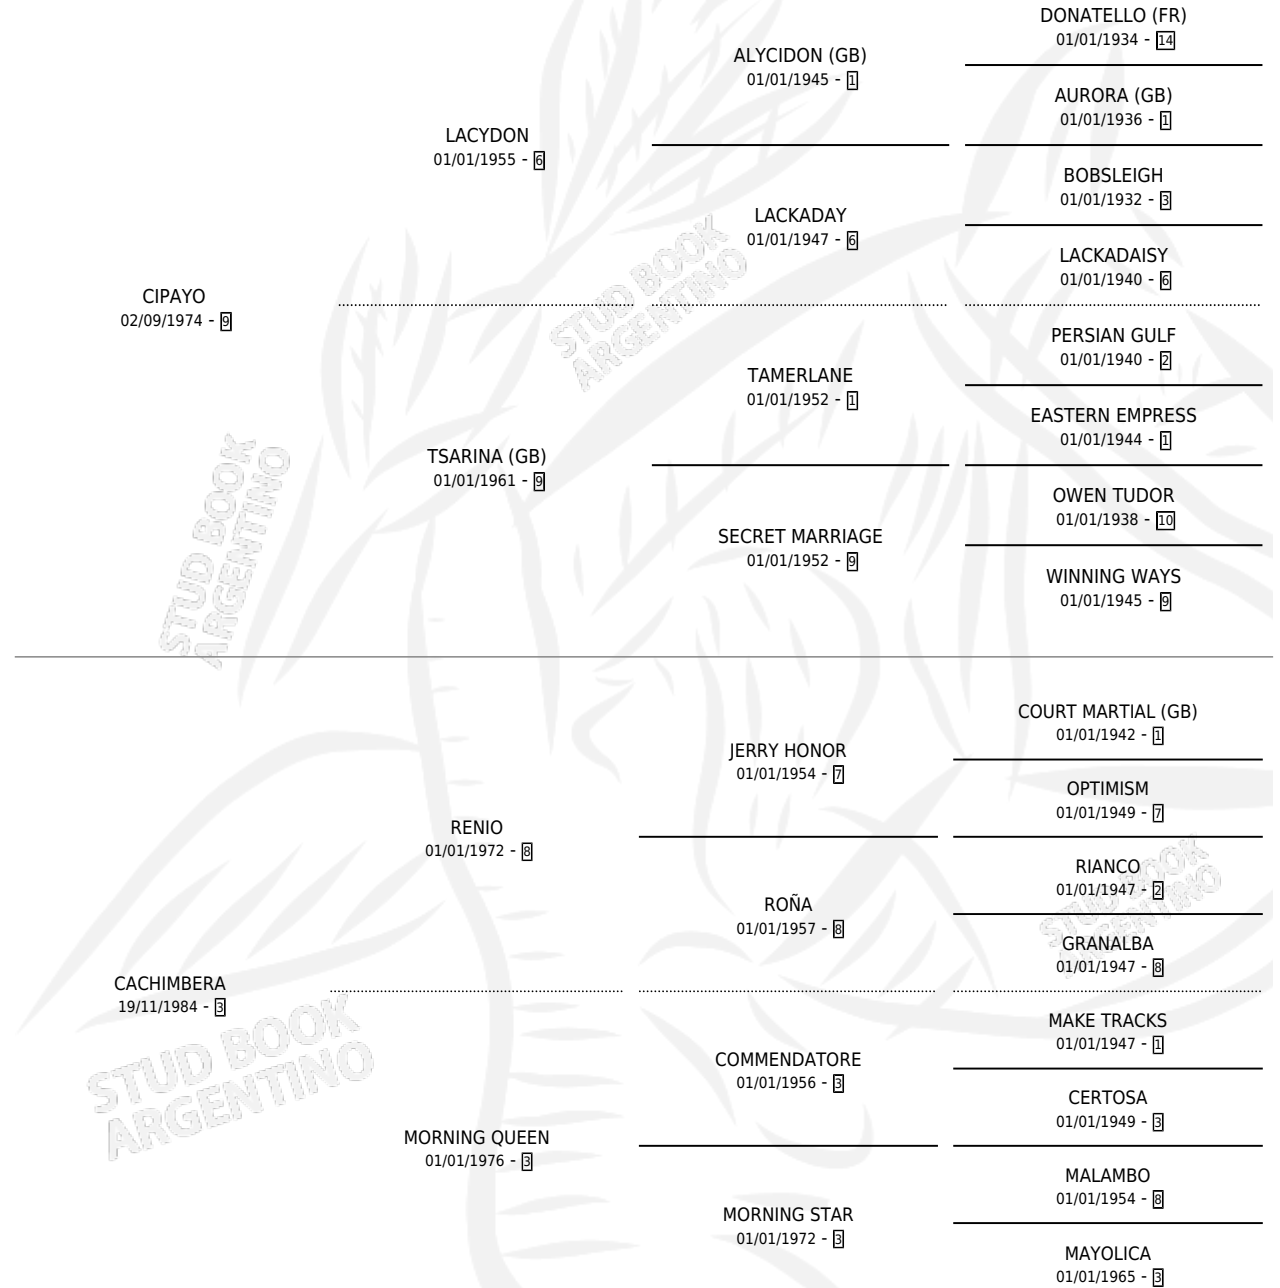 DONATELLO (FR)
01/01/1934 - 14
ALYCIDON (GB)
01/01/1945 - 1
AURORA (GB)
01/01/1936 - 1
LACYDON
01/01/1955 - 6
BOBSLEIGH
01/01/1932 - 3
LACKADAY
01/01/1947 - 6
LACKADAISY
01/01/1940 - 6
CIPAYO
02/09/1974 - 9
PERSIAN GULF
01/01/1940 - 2
TAMERLANE
01/01/1952 - 1
EASTERN EMPRESS
01/01/1944 - 1
TSARINA (GB)
01/01/1961 - 9
OWEN TUDOR
01/01/1938 - 10
SECRET MARRIAGE
01/01/1952 - 9
WINNING WAYS
01/01/1945 - 9
STUD BOOK
ARGENTINO
STUD BOOK
ARGENTINO
COURT MARTIAL (GB)
01/01/1942 - 1
JERRY HONOR
01/01/1954 - 7
OPTIMISM
01/01/1949 - 7
RENIO
01/01/1972 - 8
RIANCO
01/01/1947 - 2
ROÑA
01/01/1957 - 8
GRANALBA
01/01/1947 - 8
CACHIMBERA
19/11/1984 - 3
MAKE TRACKS
01/01/1947 - 1
COMMENDATORE
01/01/1956 - 3
CERTOSA
01/01/1949 - 3
MORNING QUEEN
01/01/1976 - 3
MALAMBO
01/01/1954 - 8
MORNING STAR
01/01/1972 - 3
MAYOLICA
01/01/1965 - 3
STUD BOOK
ARGENTINO
STUD BOOK
ARGENTINO